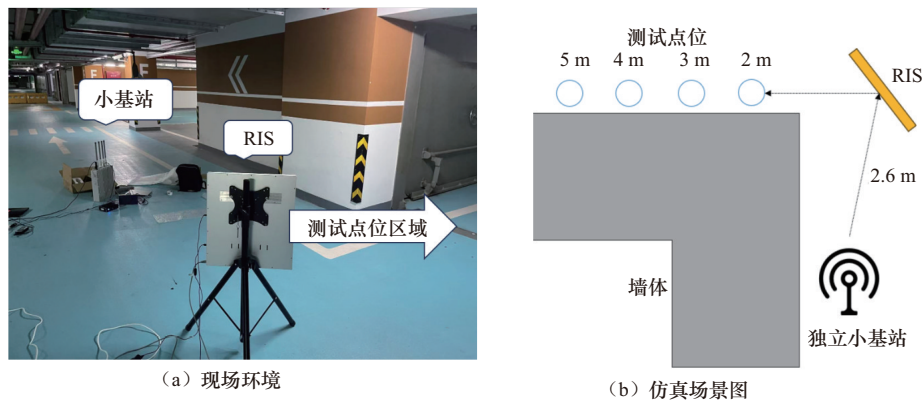 小基站
RIS
测试点位区域
（a）现场环境
测试点位
5 m 4 m 3 m 2 m
RIS
2.6 m
墙体
独立小基站
（b）仿真场景图